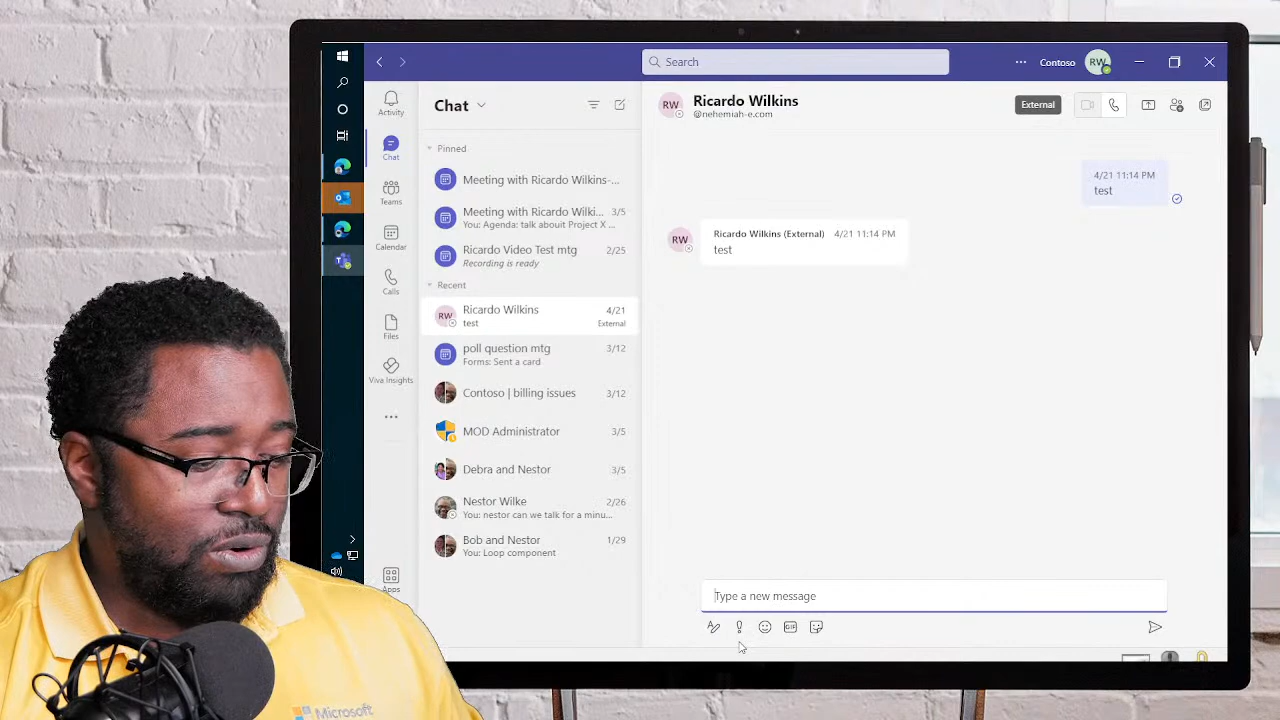 Search
Contoso
RW
Activity
Chat
Teams
Calendar
Calls
Files
Viva Insights
Apps
Chat
Pinned
Meeting with Ricardo Wilkins-...
Meeting with Ricardo Wilki... 3/5
You: Agenda: talk abouit Project X ...
Ricardo Video Test mtg 2/25
Recording is ready
Recent
RW
Ricardo Wilkins 4/21
test External
poll question mtg 3/12
Forms: Sent a card
Contoso | billing issues 3/12
MOD Administrator 3/5
Debra and Nestor 3/5
Nestor Wilke 2/26
You: nestor can we talk for a minu...
Bob and Nestor 1/29
You: Loop component
RW
Ricardo Wilkins
@nehemiah-e.com
External
4/21 11:14 PM
test
RW
Ricardo Wilkins (External) 4/21 11:14 PM
test
Type a new message
GIF
Microsoft